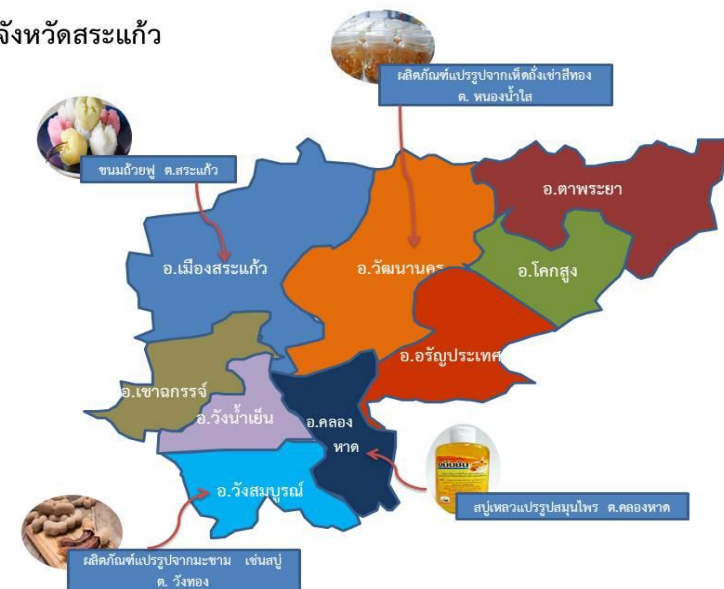 จังหวัดสระแก้ว
ผลิตภัณฑ์แปรรูปจากเห็ดถั่งเช่าสีทอง
ต. หนองน้ำใส
ขนมถ้วยฟู ต.สระแก้ว
อ.ตาพระยา
อ.เมืองสระแก้ว
อ.วัฒนานคร
อ.โคกสูง
อ.อรัญประเทศ
อ.เขาฉกรรจ์
อ.วังน้ำเย็น
อ.คลอง
หาด
อ.วังสมบูรณ์
สบู่เหลวแปรรูปสมุนไพร ต.คลองหาด
ผลิตภัณฑ์แปรรูปจากมะขาม เช่นสบู่
ต. วังทอง